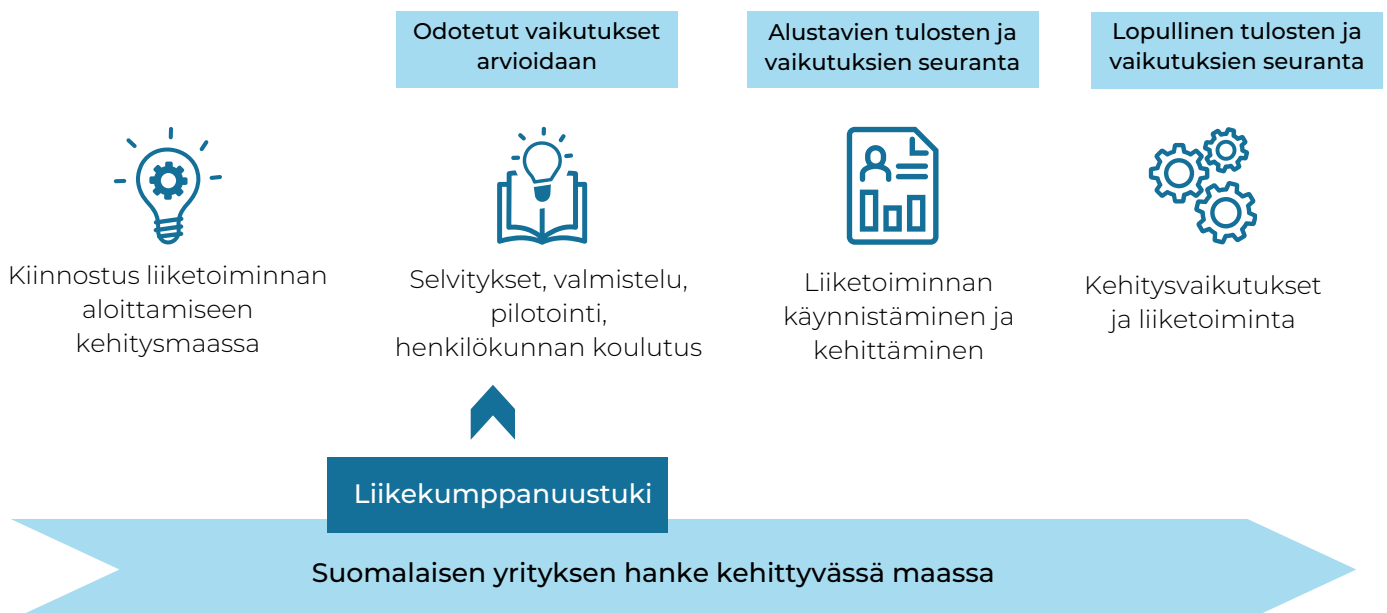 Odotetut vaikutukset
arvioidaan
Alustavien tulosten ja
vaikutuksien seuranta
Lopullinen tulosten ja
vaikutuksien seuranta
Kiinnostus liiketoiminnan
aloittamiseen
kehitysmaassa
Selvitykset, valmistelu,
pilotointi,
henkilökunnan koulutus
Liiketoiminnan
käynnistäminen ja
kehittäminen
Kehitysvaikutukset
ja liiketoiminta
Liikekumppanuustuki
Suomalaisen yrityksen hanke kehittyvässä maassa